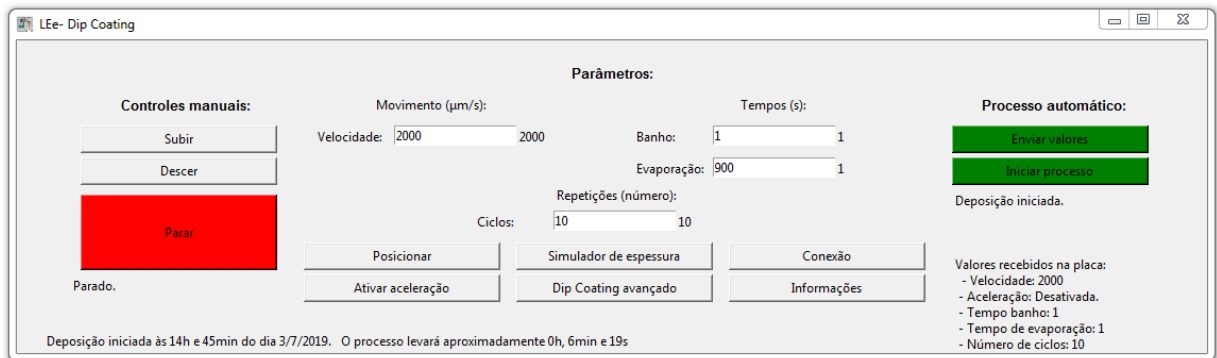 LEe- Dip Coating
Parâmetros:
Controles manuais:
Movimento (µm/s):
Tempos (s):
Processo automático:
Subir
Velocidade: 2000 2000
Banho: 1 1
Enviar valores
Descer
Evaporação: 900 1
Iniciar processo
Repetições (número):
Deposição iniciada.
Parar
Ciclos: 10 10
Posicionar
Simulador de espessura
Conexão
Parado.
Ativar aceleração
Dip Coating avançado
Informações
Valores recebidos na placa:
- Velocidade: 2000
- Aceleração: Desativada.
- Tempo banho: 1
- Tempo de evaporação: 1
- Número de ciclos: 10
Deposição iniciada às 14h e 45min do dia 3/7/2019. O processo levará aproximadamente 0h, 6min e 19s